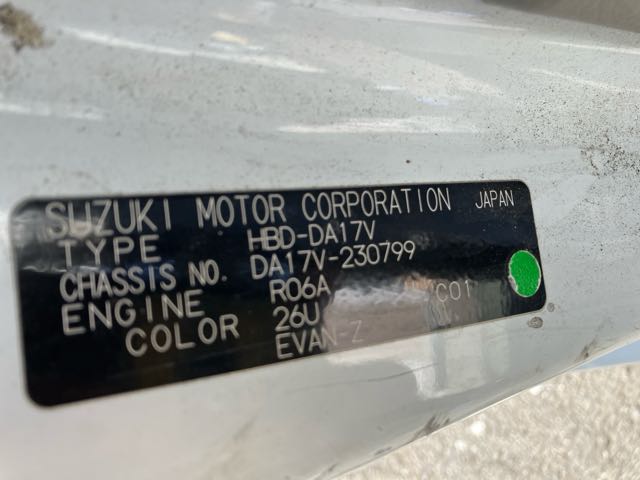 SUZUKI MOTOR CORPORATION JAPAN
TYPE HBD-DA17V
CHASSIS NO. DA17V-230799
ENGINE R06A C01
COLOR 26U
EVAN-Z